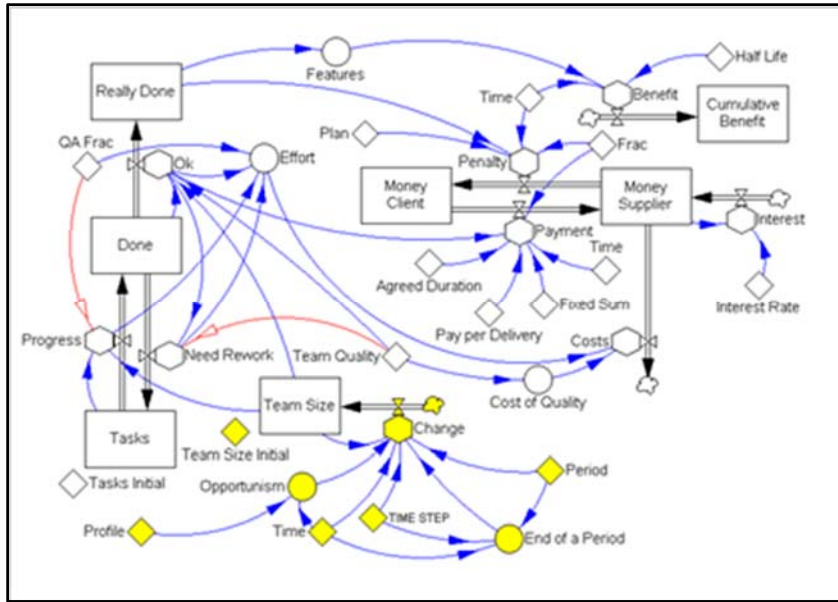 Half Life
Features
Really Done
Time
Benefit
Cumulative
Benefit
Plan
QA Frac
Ok
Effort
Penalty
Frac
Money
Client
Money
Supplier
Done
Payment
Interest
Time
Agreed Duration
Fixed Sum
Interest Rate
Pay per Delivery
Progress
Need Rework
Team Quality
Costs
Cost of Quality
Team Size
Tasks
Change
Team Size Initial
Tasks Initial
Opportunism
Period
Profile
Time
TIME STEP
End of a Period